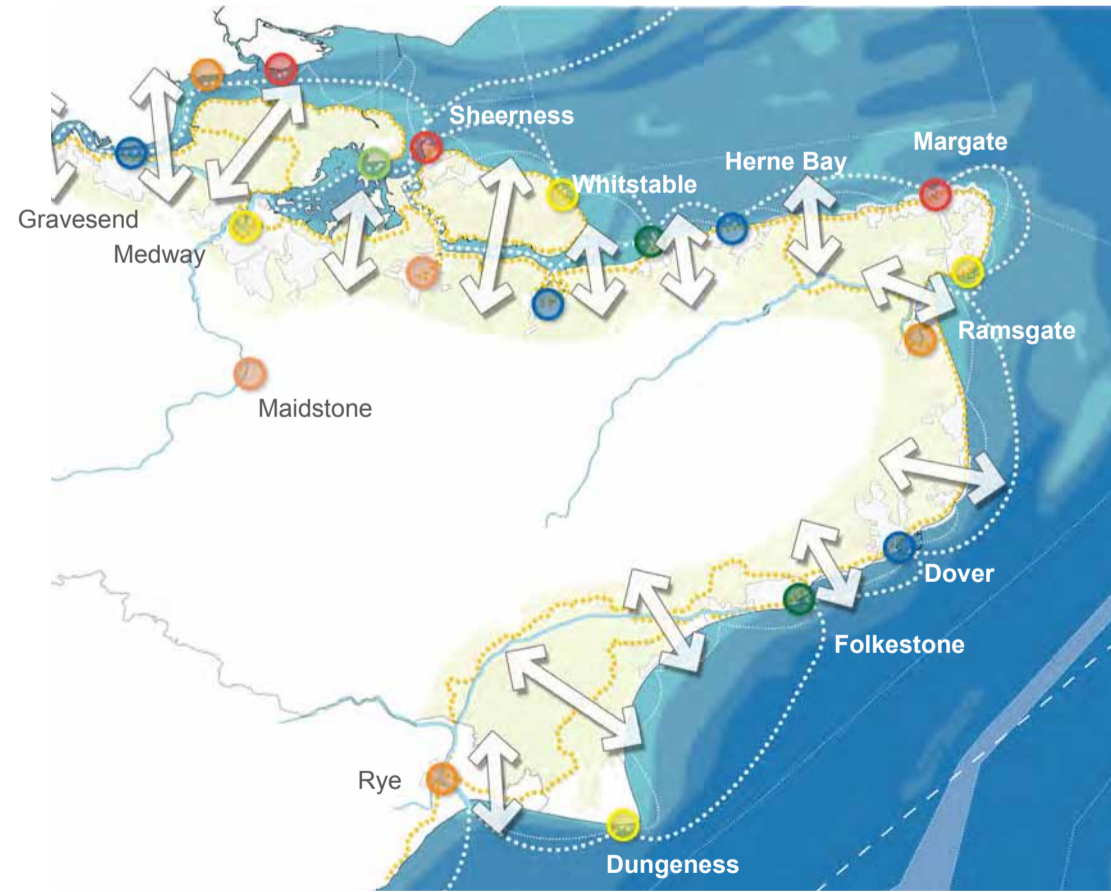 Sheerness
Margate
Herne Bay
Whitstable
Gravesend
Medway
Ramsgate
Maidstone
Dover
Folkestone
Rye
Dungeness